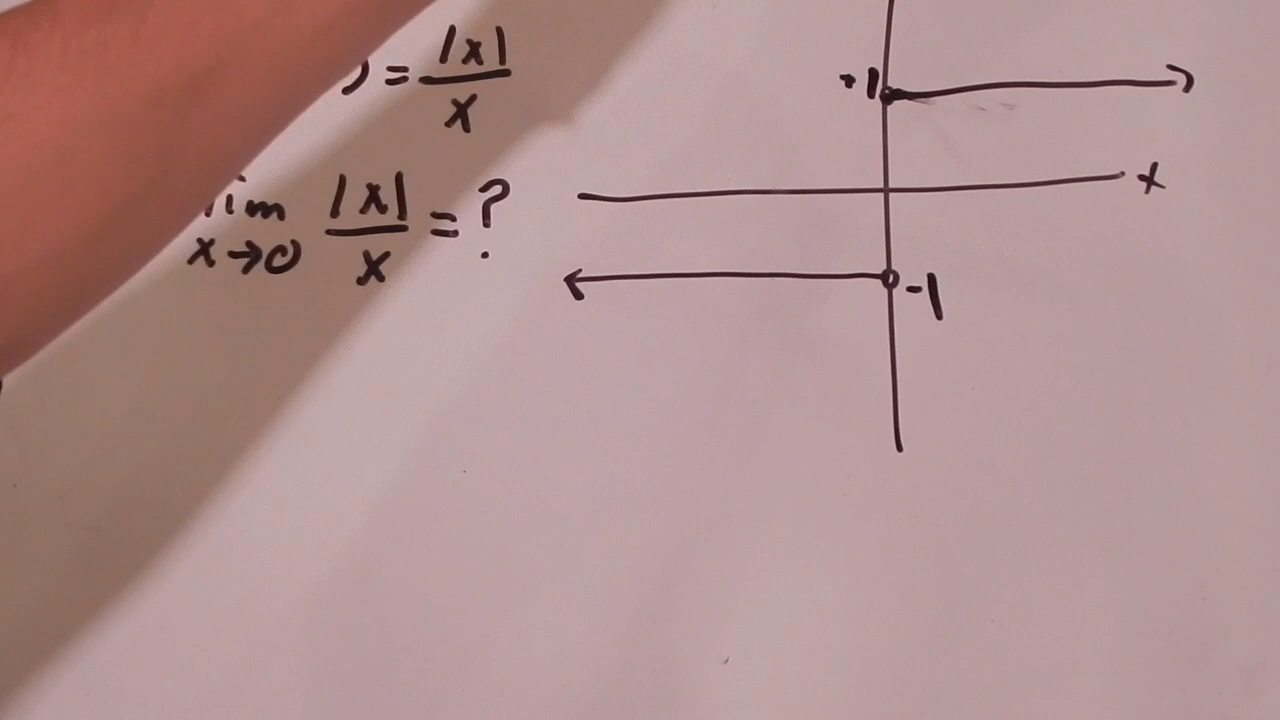 ) = |x|/x
lim x→0 |x|/x = ?
+1
x
-1